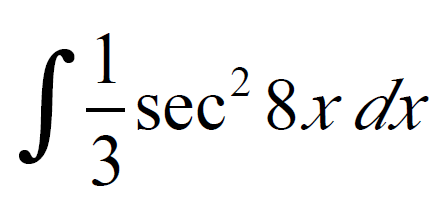 ∫ 1/3 sec² 8x dx